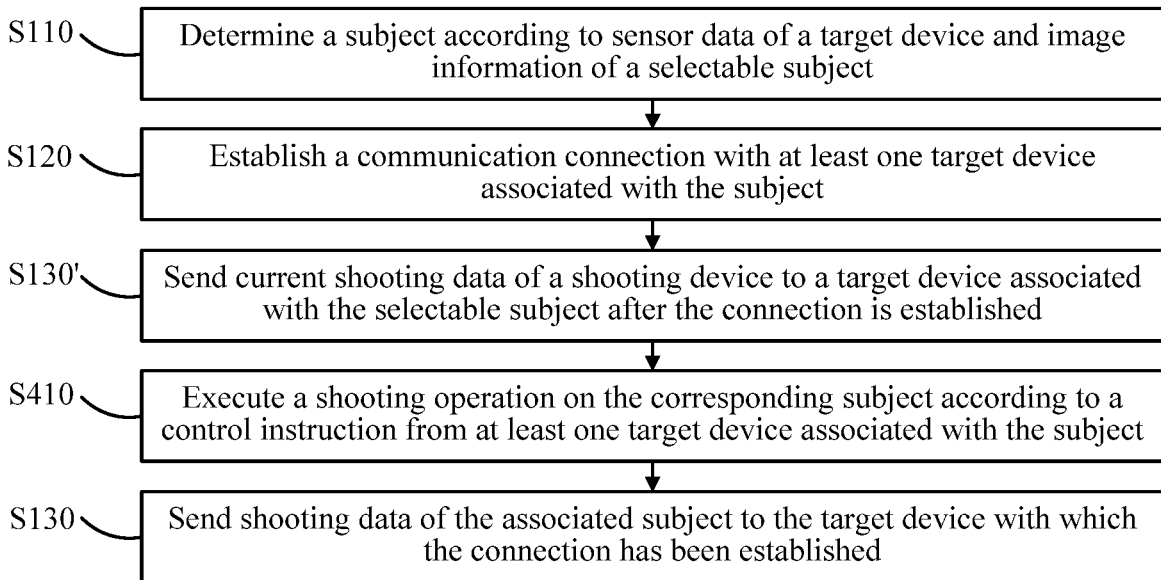 S110
Determine a subject according to sensor data of a target device and image
information of a selectable subject
S120
Establish a communication connection with at least one target device
associated with the subject
S130'
Send current shooting data of a shooting device to a target device associated
with the selectable subject after the connection is established
S410
Execute a shooting operation on the corresponding subject according to a
control instruction from at least one target device associated with the subject
S130
Send shooting data of the associated subject to the target device with which
the connection has been established